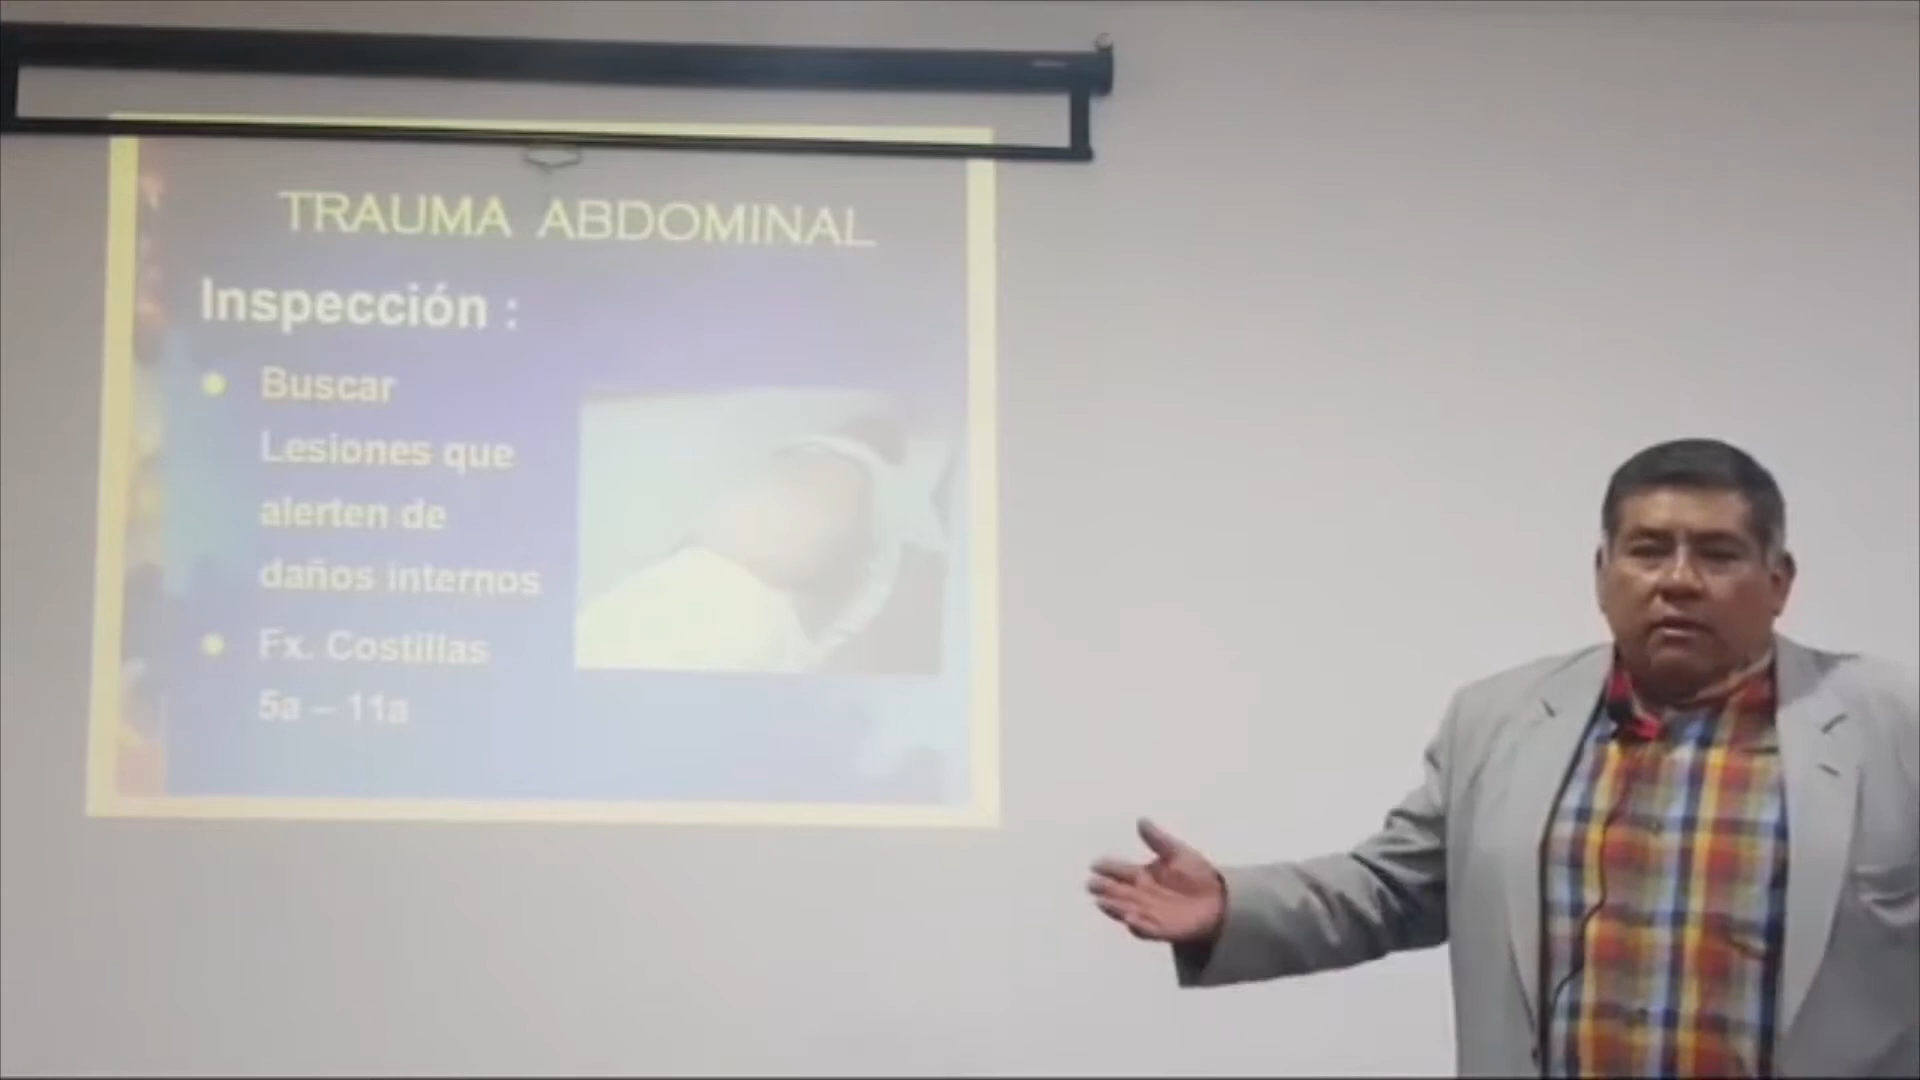 TRAUMA ABDOMINAL
Inspección :
Buscar
Lesiones que
alerten de
daños internos
Fx. Costillas
5a – 11a